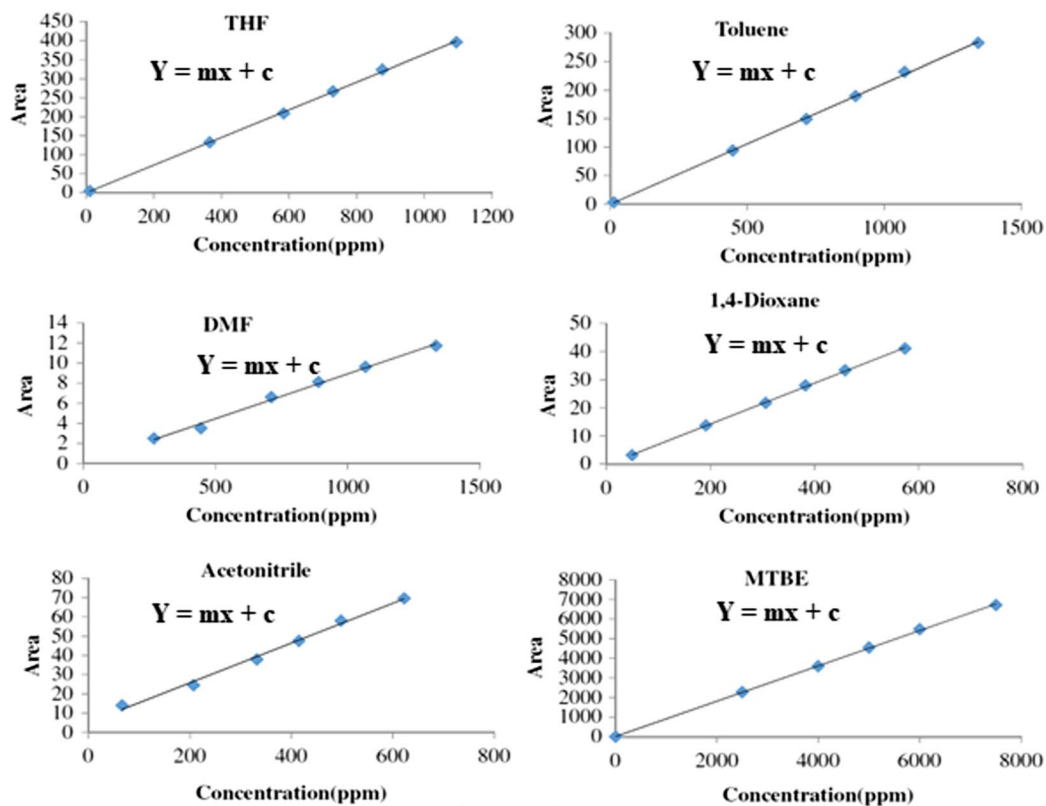 THF
Y = mx + c
Area
450
400
350
300
250
200
150
100
50
0
0 200 400 600 800 1000 1200
Concentration(ppm)
Toluene
Y = mx + c
Area
300
250
200
150
100
50
0
0 500 1000 1500
Concentration(ppm)
DMF
Y = mx + c
Area
14
12
10
8
6
4
2
0
0 500 1000 1500
Concentration(ppm)
1,4-Dioxane
Y = mx + c
Area
50
40
30
20
10
0
0 200 400 600 800
Concentration(ppm)
Acetonitrile
Y = mx + c
Area
80
70
60
50
40
30
20
10
0
0 200 400 600 800
Concentration(ppm)
MTBE
Y = mx + c
Area
8000
7000
6000
5000
4000
3000
2000
1000
0
0 2000 4000 6000 8000
Concentration(ppm)